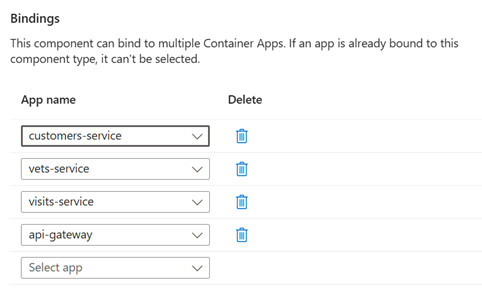 Bindings
This component can bind to multiple Container Apps. If an app is already bound to this
component type, it can't be selected.
App name Delete
customers-service
vets-service
visits-service
api-gateway
Select app